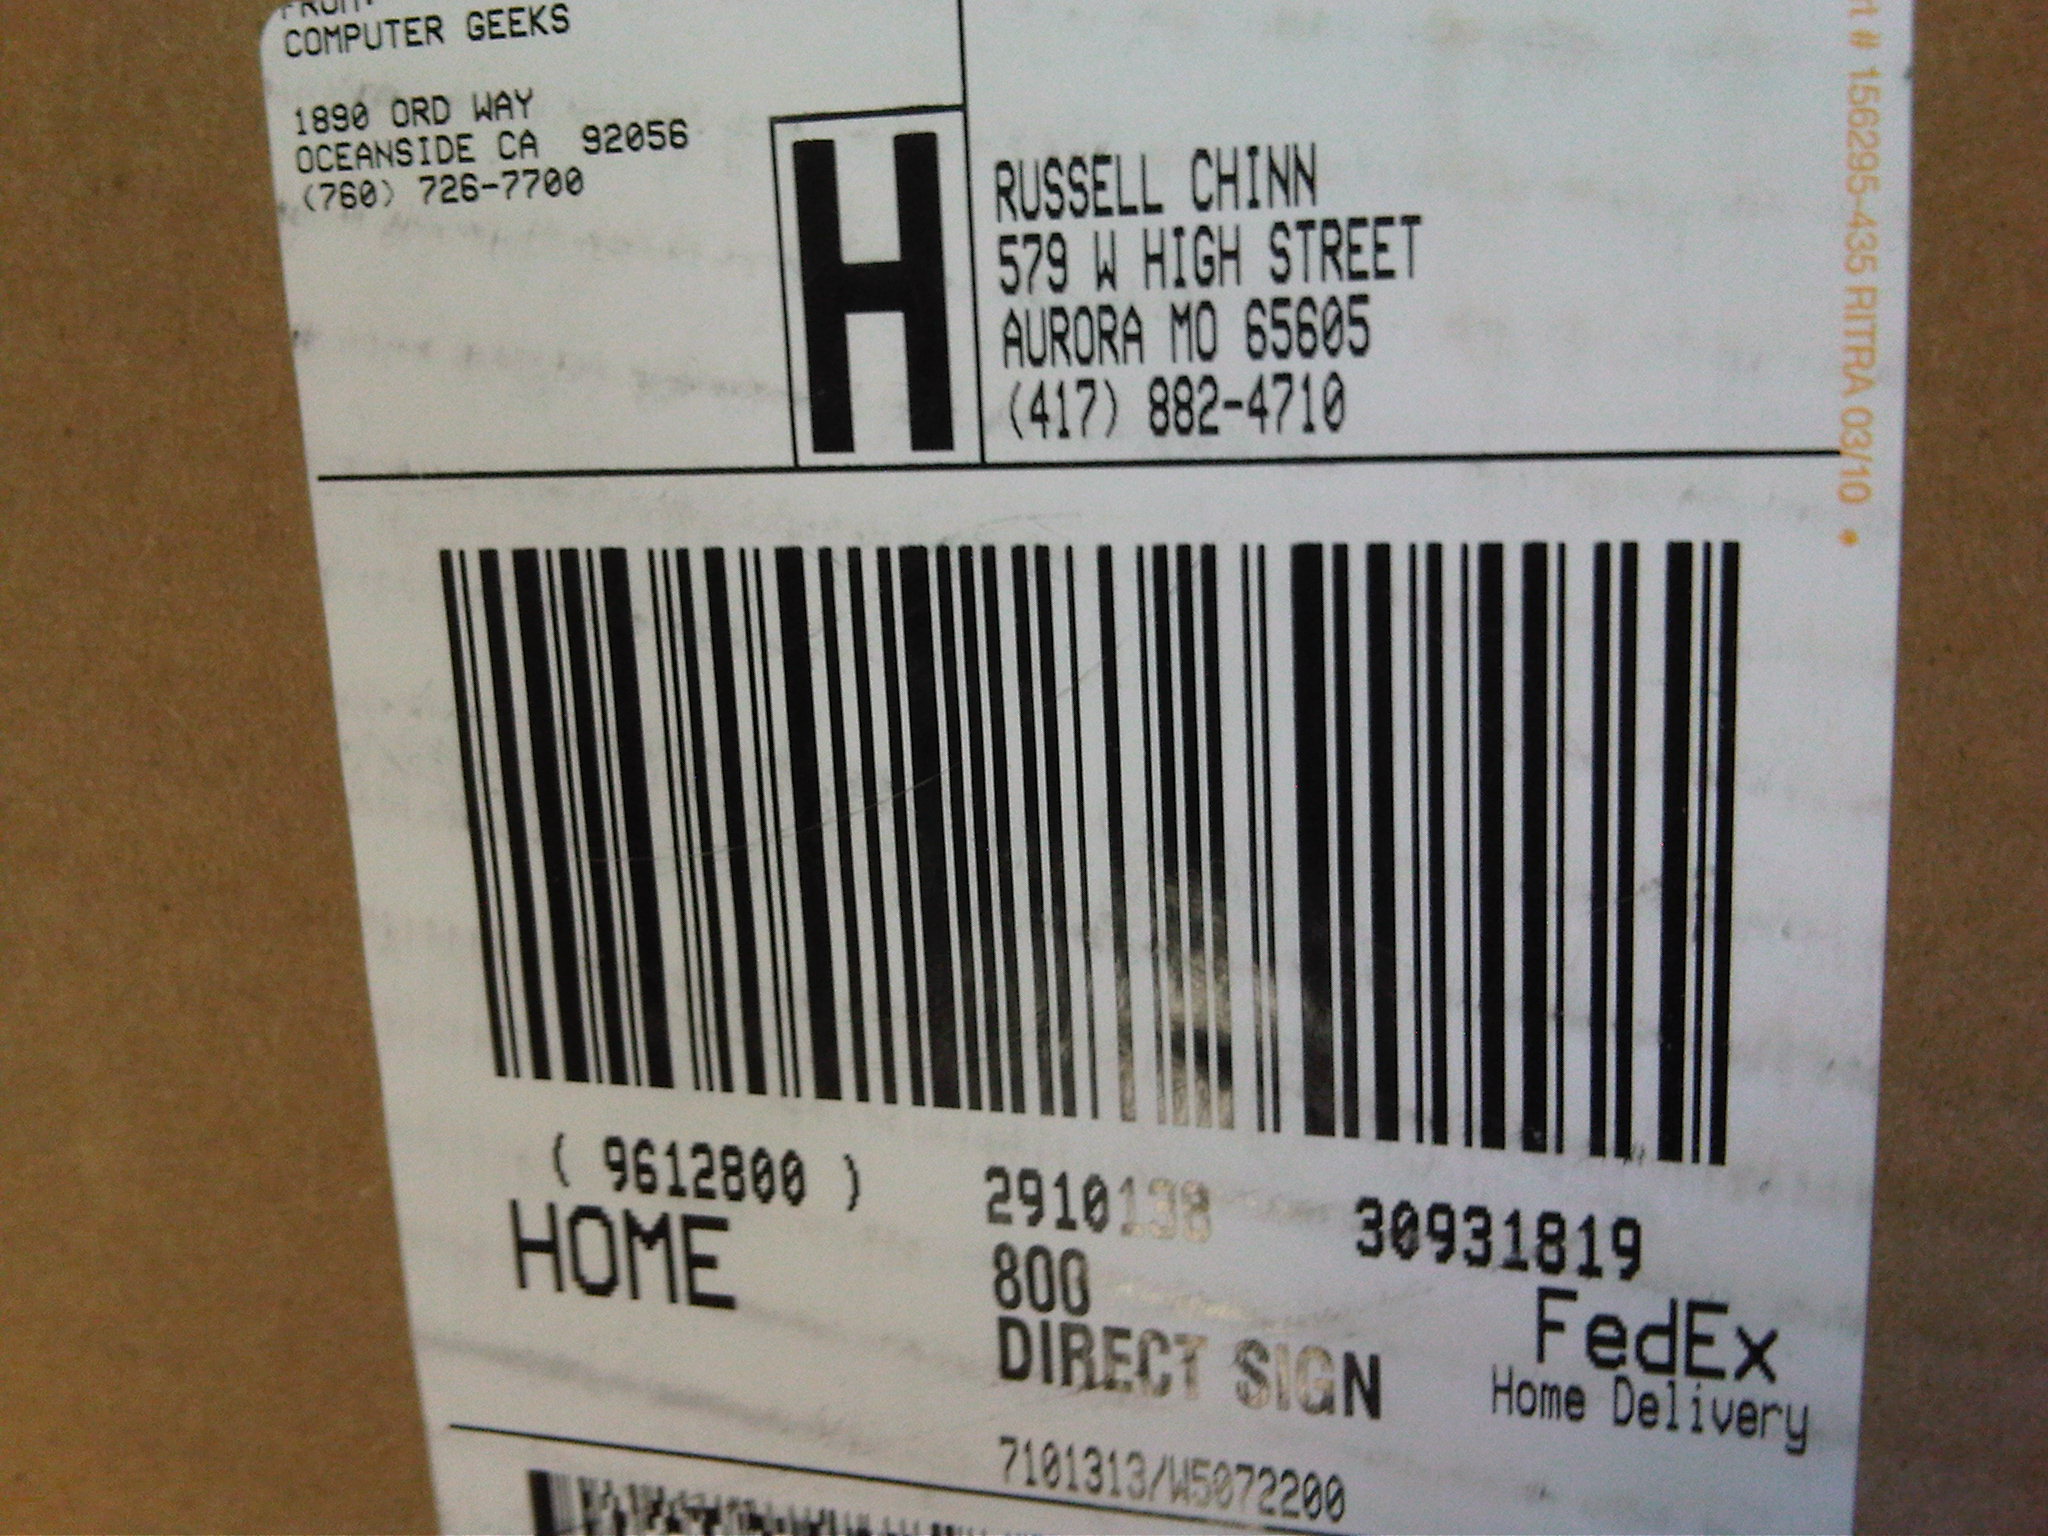 FROM:
COMPUTER GEEKS
1890 ORD WAY
OCEANSIDE CA 92056
(760) 726-7700
H
RUSSELL CHINN
579 W HIGH STREET
AURORA MO 65605
(417) 882-4710
# 156295-435 RITRA 03/10
( 9612800 ) 2910138 30931819
HOME
800
DIRECT SIGN
FedEx
Home Delivery
7101313/W5072200